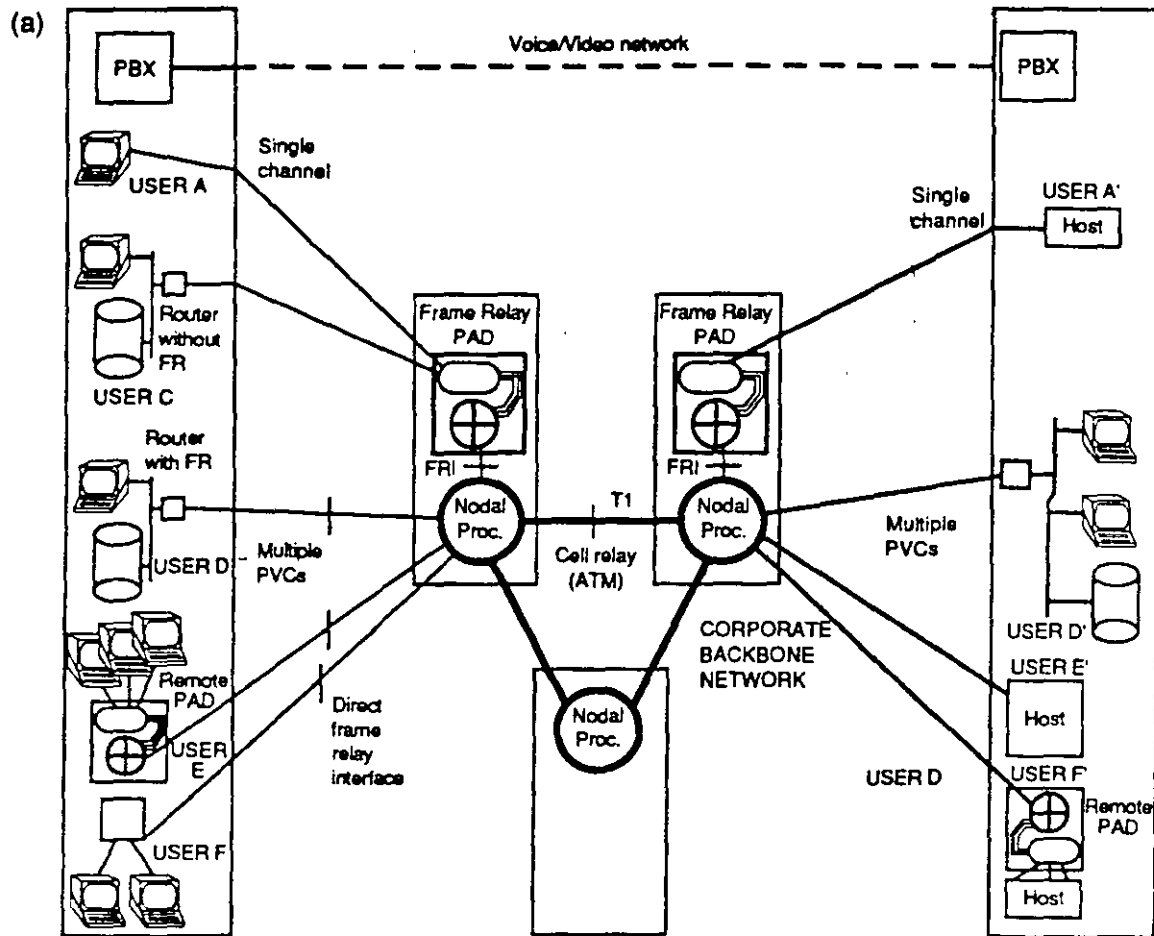 (a)
Voice/Video network
PBX
PBX
Single
channel
USER A
USER A'
Host
Single
channel
Router
without
FR
USER C
Frame Relay
PAD
Frame Relay
PAD
FRI
FRI
Router
with FR
Nodal
Proc.
T1
Nodal
Proc.
Cell relay
(ATM)
USER D
Multiple
PVCs
Multiple
PVCs
USER D'
CORPORATE
BACKBONE
NETWORK
Remote
PAD
USER
E
Direct
frame
relay
interface
Nodal
Proc.
USER E'
Host
USER D
USER F'
Remote
PAD
Host
USER F